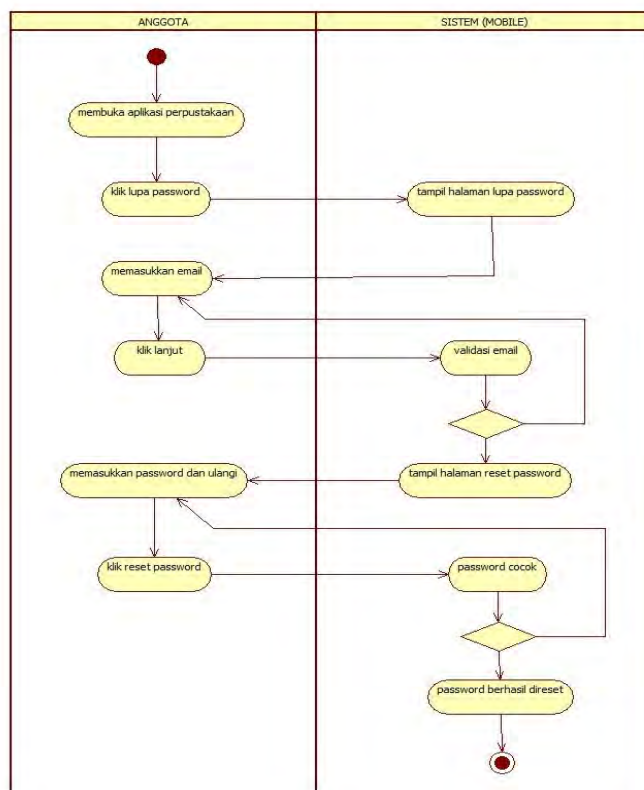 ANGGOTA
SISTEM (MOBILE)
membuka aplikasi perpustakaan
klik lupa password
tampil halaman lupa password
memasukkan email
klik lanjut
validasi email
memasukkan password dan ulangi
tampil halaman reset password
klik reset password
password cocok
password berhasil direset